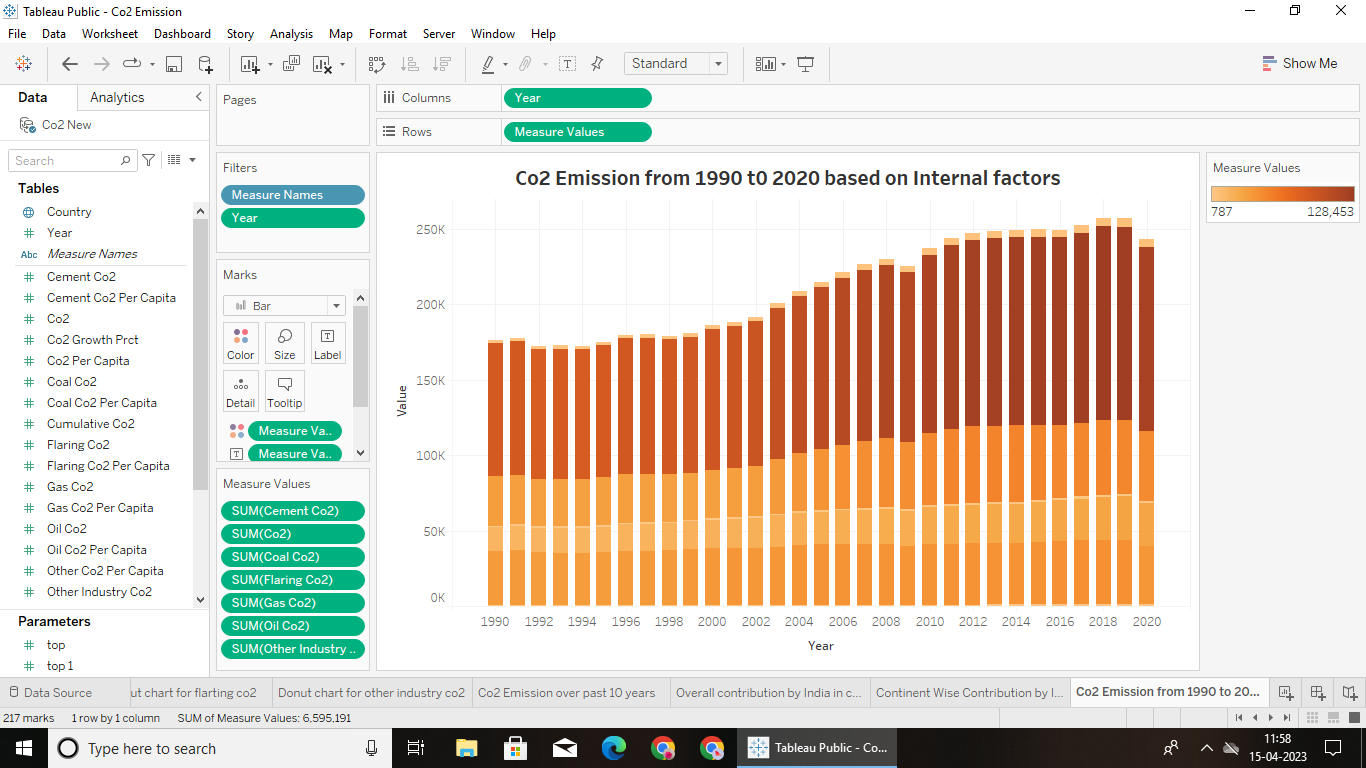 Tableau Public - Co2 Emission
File Data Worksheet Dashboard Story Analysis Map Format Server Window Help
Standard
Show Me
Data Analytics
Co2 New
Search
Tables
Country
Year
Abc Measure Names
Cement Co2
Cement Co2 Per Capita
Co2
Co2 Growth Prct
Co2 Per Capita
Coal Co2
Coal Co2 Per Capita
Cumulative Co2
Flaring Co2
Flaring Co2 Per Capita
Gas Co2
Gas Co2 Per Capita
Oil Co2
Oil Co2 Per Capita
Other Co2 Per Capita
Other Industry Co2
Parameters
top
top 1
Pages
Filters
Measure Names
Year
Marks
Bar
Color Size Label
Detail Tooltip
Measure Va..
Measure Va..
Measure Values
SUM(Cement Co2)
SUM(Co2)
SUM(Coal Co2)
SUM(Flaring Co2)
SUM(Gas Co2)
SUM(Oil Co2)
SUM(Other Industry ..
Columns Year
Rows Measure Values
Co2 Emission from 1990 t0 2020 based on Internal factors
Value
250K
200K
150K
100K
50K
0K
1990 1992 1994 1996 1998 2000 2002 2004 2006 2008 2010 2012 2014 2016 2018 2020
Year
Measure Values
787 128,453
Data Source
ut chart for flarting co2
Donut chart for other industry co2
Co2 Emission over past 10 years
Overall contribution by India in c...
Continent Wise Contribution by I...
Co2 Emission from 1990 to 20...
217 marks 1 row by 1 column SUM of Measure Values: 6,595,191
Type here to search
Tableau Public - Co...
11:58
15-04-2023